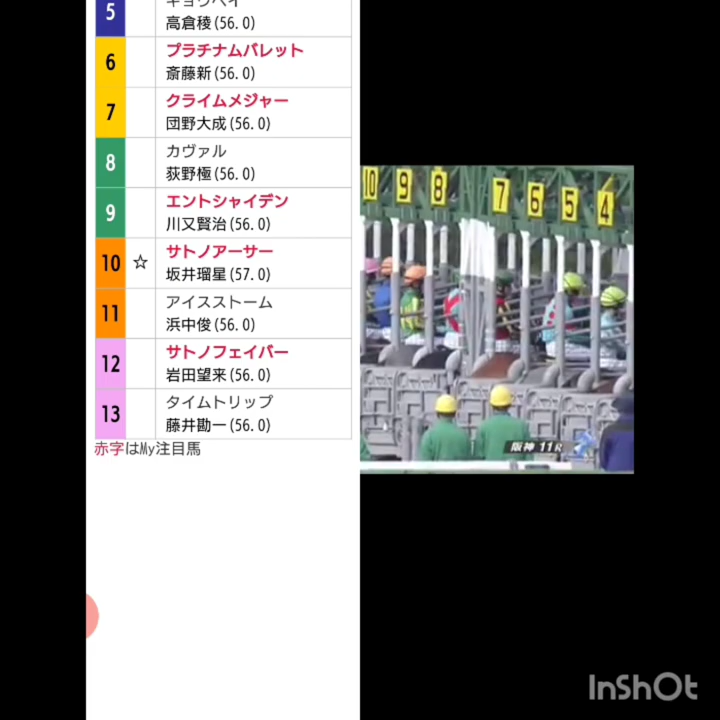 5
高倉稜(56.0)
6
プラチナムバレット
斎藤新(56.0)
7
クライムメジャー
団野大成(56.0)
8
カヴァル
荻野極(56.0)
9
エントシャイデン
川又賢治(56.0)
10 ☆
サトノアーサー
坂井瑠星(57.0)
11
アイスストーム
浜中俊(56.0)
12
サトノフェイバー
岩田望来(56.0)
13
タイムトリップ
藤井勘一(56.0)
赤字はMy注目馬
10 9 8 7 6 5 4
阪神 11R
InShOt